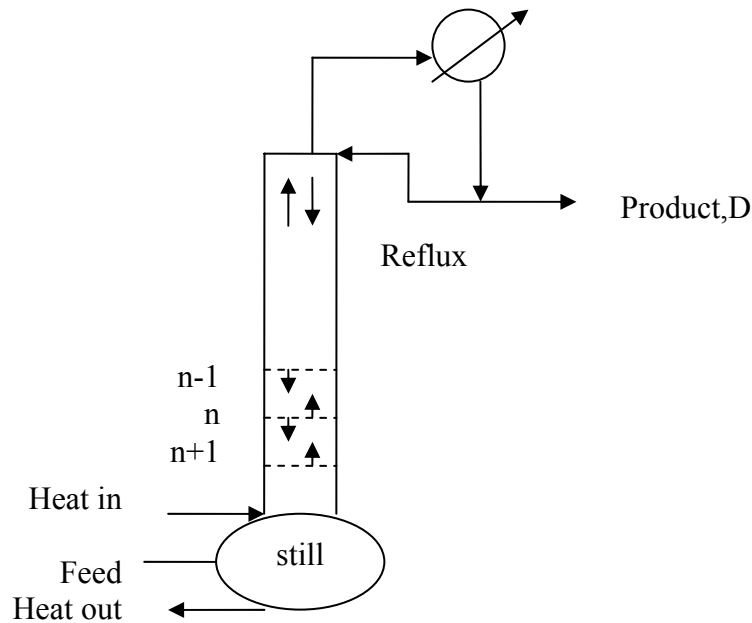 Product,D
Reflux
n-1
n
n+1
Heat in
still
Feed
Heat out